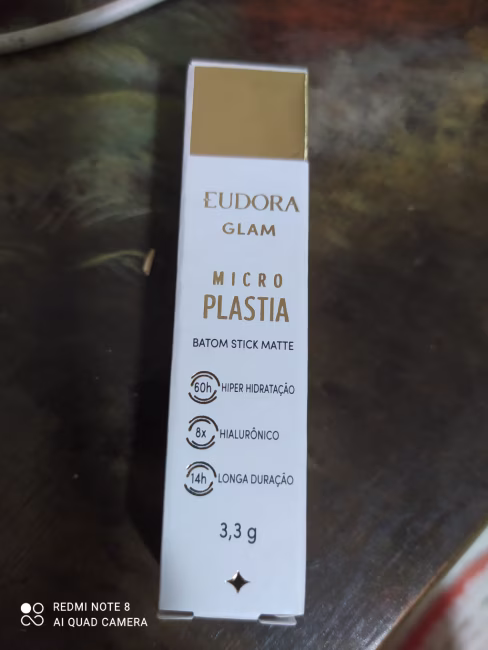 EUDORA
GLAM
MICRO
PLASTIA
BATOM STICK MATTE
60h HIPER HIDRATAÇÃO
8x HIALURÔNICO
14h LONGA DURAÇÃO
3,3 g
REDMI NOTE 8
AI QUAD CAMERA